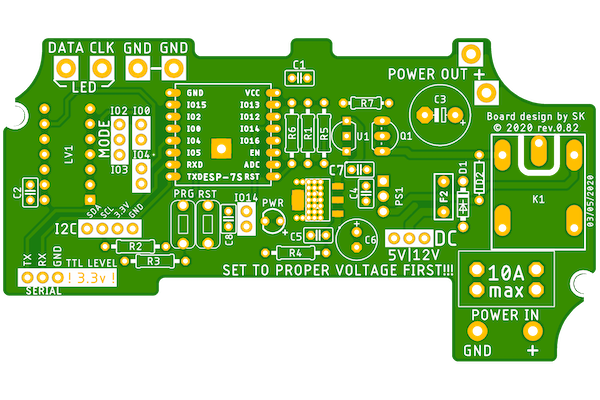 DATA CLK GND GND
LED
POWER OUT +
C1
C3
+
R7
Board design by SK
© 2020 rev.0.82
IO2 IO0
MODE
IO3
IO4
LV1
C2
GND VCC
IO15 IO13
IO2 IO12
IO0 IO14
IO4 IO16
IO5 EN
RXD ADC
TXD ESP-7S RST
R6
R1
R5
U1
Q1
C7
C4
PS1
F2
D1
D2
K1
03/05/2020
PRG RST
IO14
C8
PWR
C5
C6
+
R4
R2
R3
I2C
SDA
SCL
3.3V
GND
TX
RX
GND
TTL LEVEL
! 3.3v !
SERIAL
DC
5V|12V
SET TO PROPER VOLTAGE FIRST!!!
10A
max
POWER IN
GND +